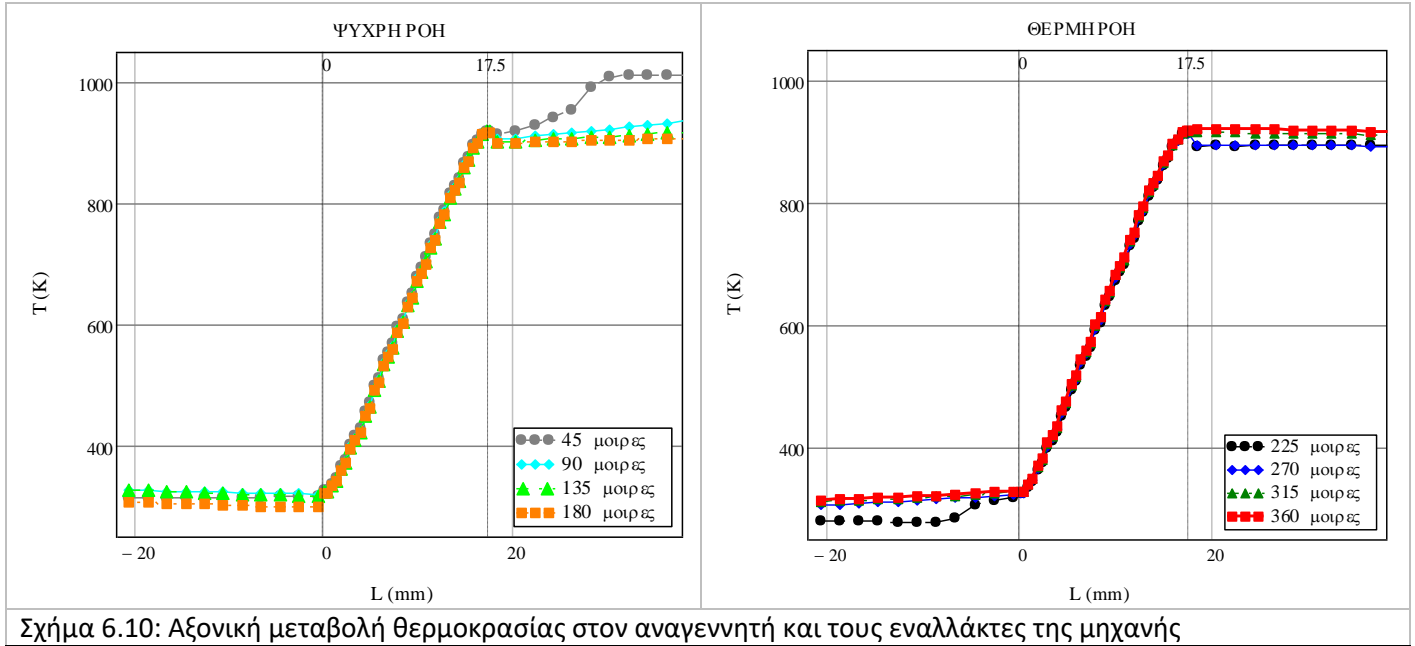 ΨΥΧΡΗ ΡΟΗ
0 17.5
1000
800
600
400
T (K)
45 μοιρες
90 μοιρες
135 μοιρες
180 μοιρες
– 20 0 20
L (mm)
ΘΕΡΜΗ ΡΟΗ
0 17.5
1000
800
600
400
T (K)
225 μοιρες
270 μοιρες
315 μοιρες
360 μοιρες
– 20 0 20
L (mm)
Σχήμα 6.10: Αξονική μεταβολή θερμοκρασίας στον αναγεννητή και τους εναλλάκτες της μηχανής